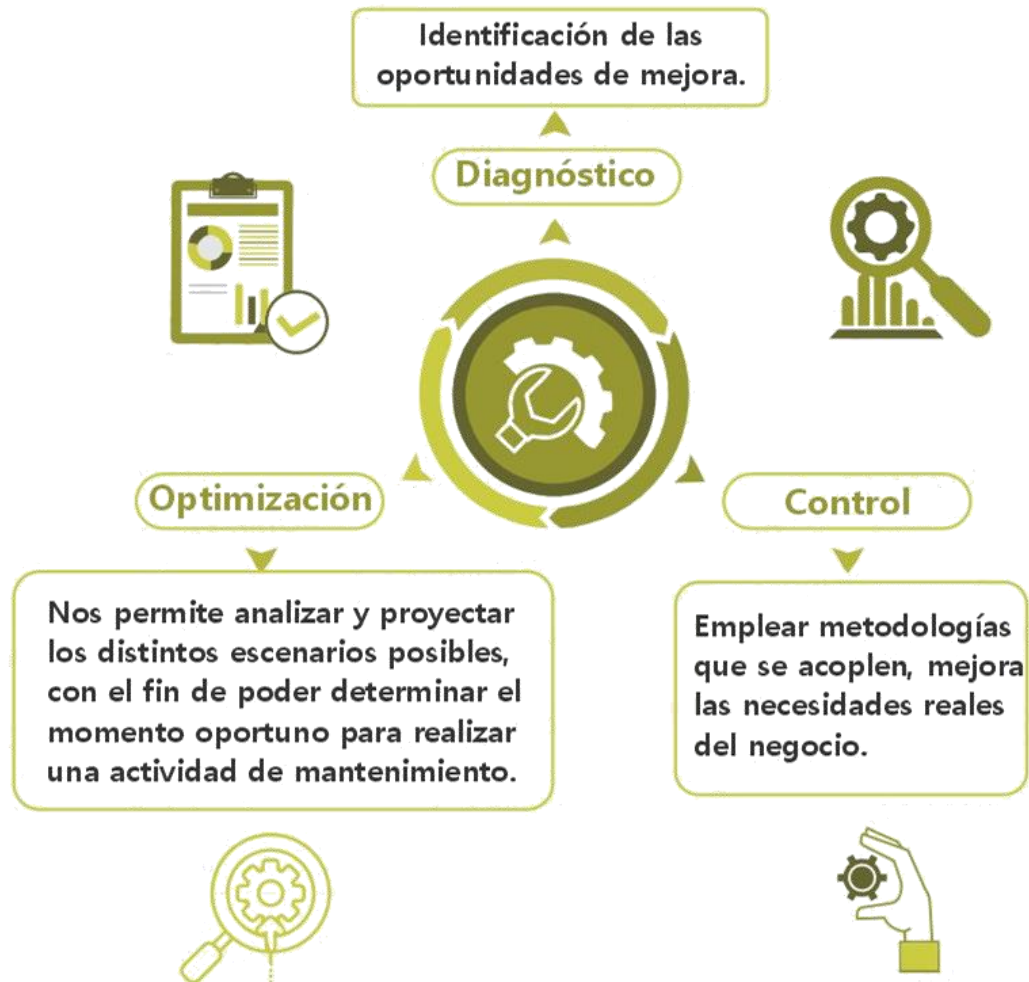 Identificación de las
oportunidades de mejora.
Diagnóstico
Optimización
Control
Nos permite analizar y proyectar
los distintos escenarios posibles,
con el fin de poder determinar el
momento oportuno para realizar
una actividad de mantenimiento.
Emplear metodologías
que se acoplen, mejora
las necesidades reales
del negocio.